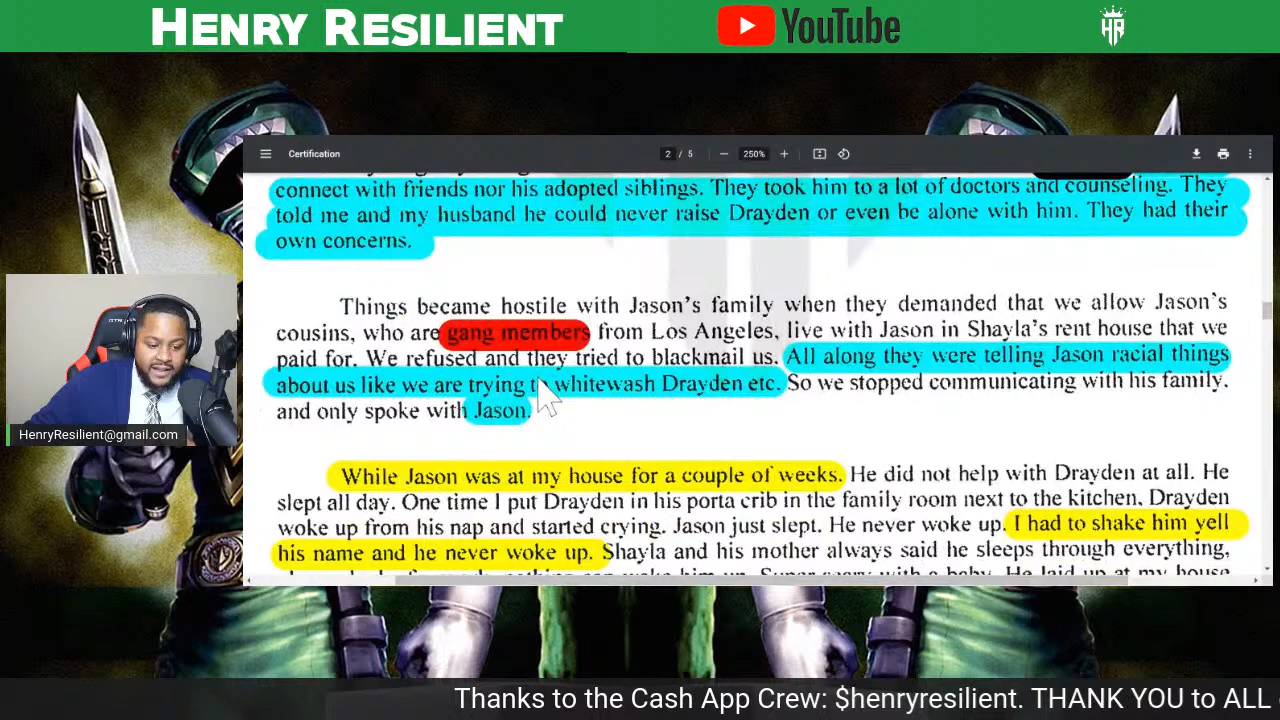 HENRY RESILIENT
YouTube
HR
Certification
2 / 5
250%
connect with friends nor his adopted siblings. They took him to a lot of doctors and counseling. They
told me and my husband he could never raise Drayden or even be alone with him. They had their
own concerns.
Things became hostile with Jason's family when they demanded that we allow Jason's
cousins, who are gang members from Los Angeles, live with Jason in Shayla's rent house that we
paid for. We refused and they tried to blackmail us. All along they were telling Jason racial things
about us like we are trying to whitewash Drayden etc. So we stopped communicating with his family.
and only spoke with Jason.
While Jason was at my house for a couple of weeks. He did not help with Drayden at all. He
slept all day. One time I put Drayden in his porta crib in the family room next to the kitchen. Drayden
woke up from his nap and started crying. Jason just slept. He never woke up. I had to shake him yell
his name and he never woke up. Shayla and his mother always said he sleeps through everything,
He laid up at my house
HenryResilient@gmail.com
Thanks to the Cash App Crew: $henryresilient. THANK YOU to ALL